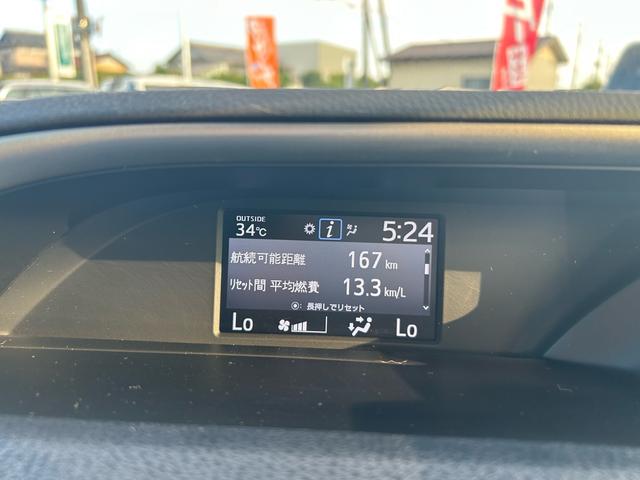 OUTSIDE
34℃ i 5:24
航続可能距離 167 km
リセット間 平均燃費 13.3 km/L
: 長押しでリセット
Lo Lo